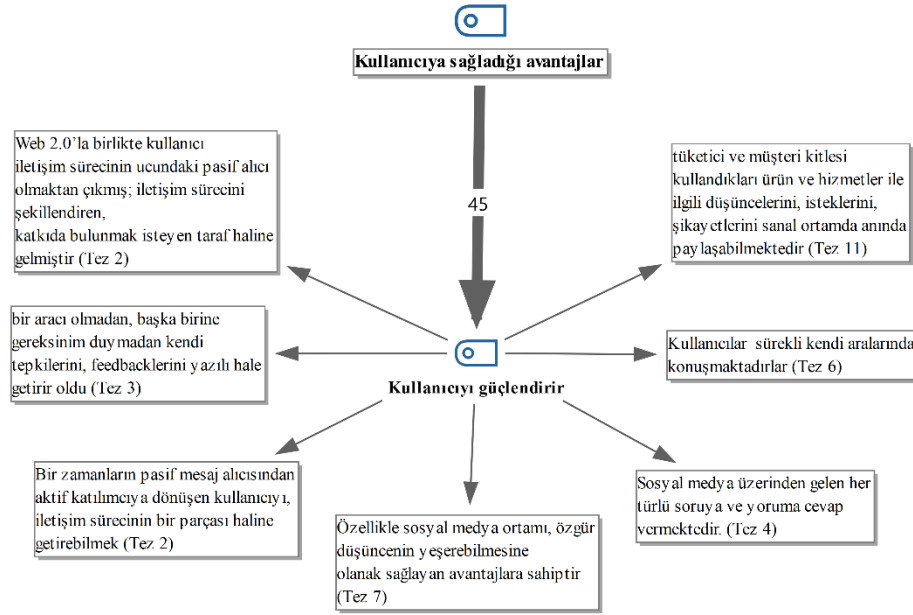 Kullanıcıya sağladığı avantajlar
Web 2.0’la birlikte kullanıcı
iletişim sürecinin ucundaki pasif alıcı
olmaktan çıkmış; iletişim sürecini
şekillendiren,
katkıda bulunmak isteyen taraf haline
gelmiştir (Tez 2)
45
tüketici ve müşteri kitlesi
kullandıkları ürün ve hizmetler ile
ilgili düşüncelerini, isteklerini,
şikayetlerini sanal ortamda anında
paylaşabilmektedir (Tez 11)
bir aracı olmadan, başka birine
gereksinim duymadan kendi
tepkilerini, feedbacklerini yazılı hale
getirir oldu (Tez 3)
Kullanıcıyı güçlendirir
Kullanıcılar sürekli kendi aralarında
konuşmaktadırlar (Tez 6)
Bir zamanların pasif mesaj alıcısından
aktif katılımcıya dönüşen kullanıcıyı,
iletişim sürecinin bir parçası haline
getirebilmek (Tez 2)
Özellikle sosyal medya ortamı, özgür
düşüncenin yeşerebilmesine
olanak sağlayan avantajlara sahiptir
(Tez 7)
Sosyal medya üzerinden gelen her
türlü soruya ve yoruma cevap
vermektedir. (Tez 4)